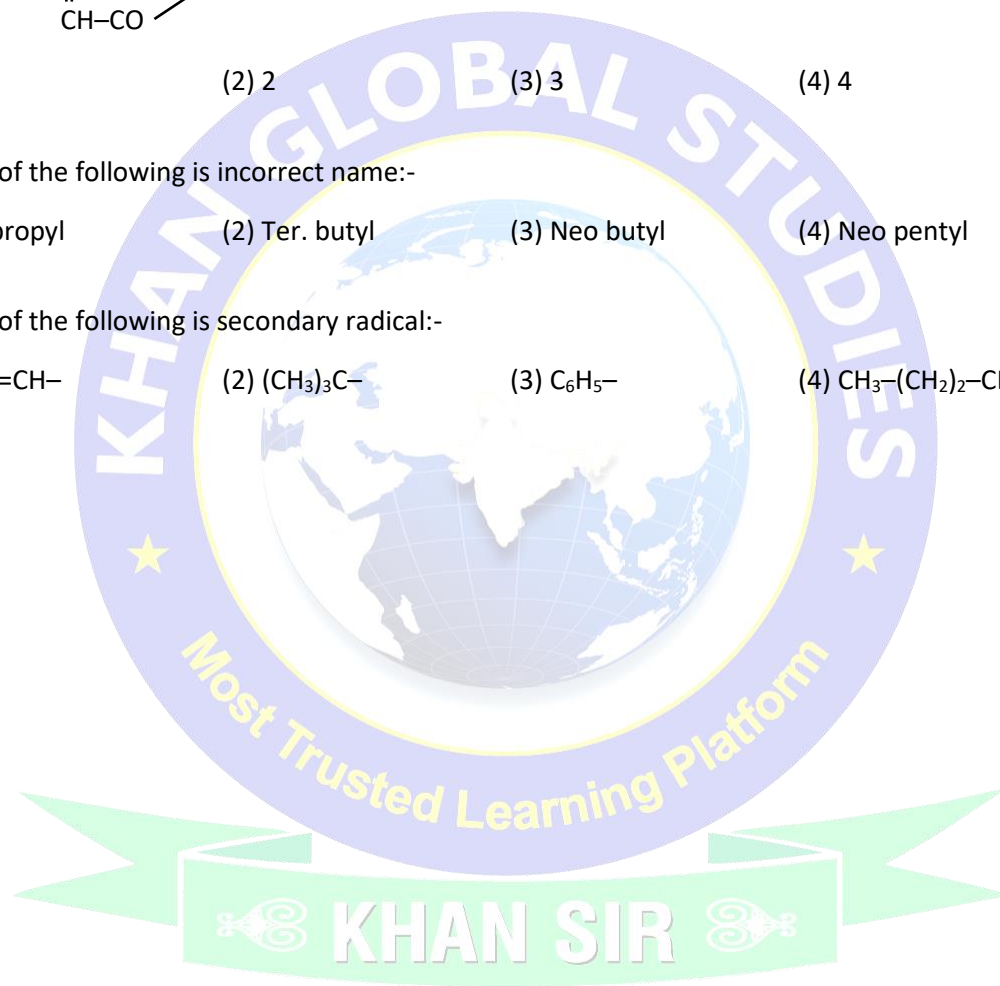 CH–CO
(2) 2 (3) 3 (4) 4
of the following is incorrect name:-
propyl (2) Ter. butyl (3) Neo butyl (4) Neo pentyl
of the following is secondary radical:-
=CH– (2) (CH₃)₃C– (3) C₆H₅– (4) CH₃–(CH₂)₂–CH
KHAN GLOBAL STUDIES
Most Trusted Learning Platform
KHAN SIR